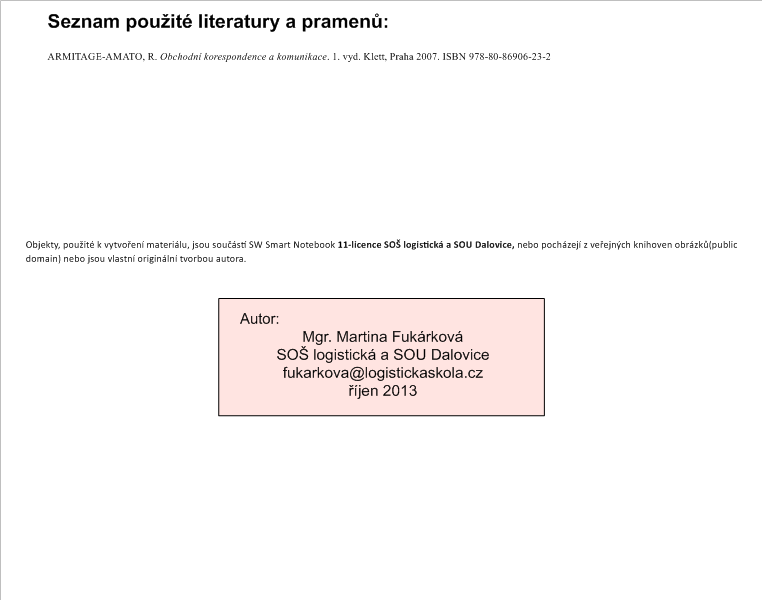 Seznam použité literatury a pramenů:
ARMITAGE-AMATO, R. Obchodní korespondence a komunikace. 1. vyd. Klett, Praha 2007. ISBN 978-80-86906-23-2
Objekty, použité k vytvoření materiálu, jsou součástí SW Smart Notebook 11-licence SOŠ logistická a SOU Dalovice, nebo pocházejí z veřejných knihoven obrázků(public
domain) nebo jsou vlastní originální tvorbou autora.
Autor:
Mgr. Martina Fukárková
SOŠ logistická a SOU Dalovice
fukarkova@logistickaskola.cz
říjen 2013